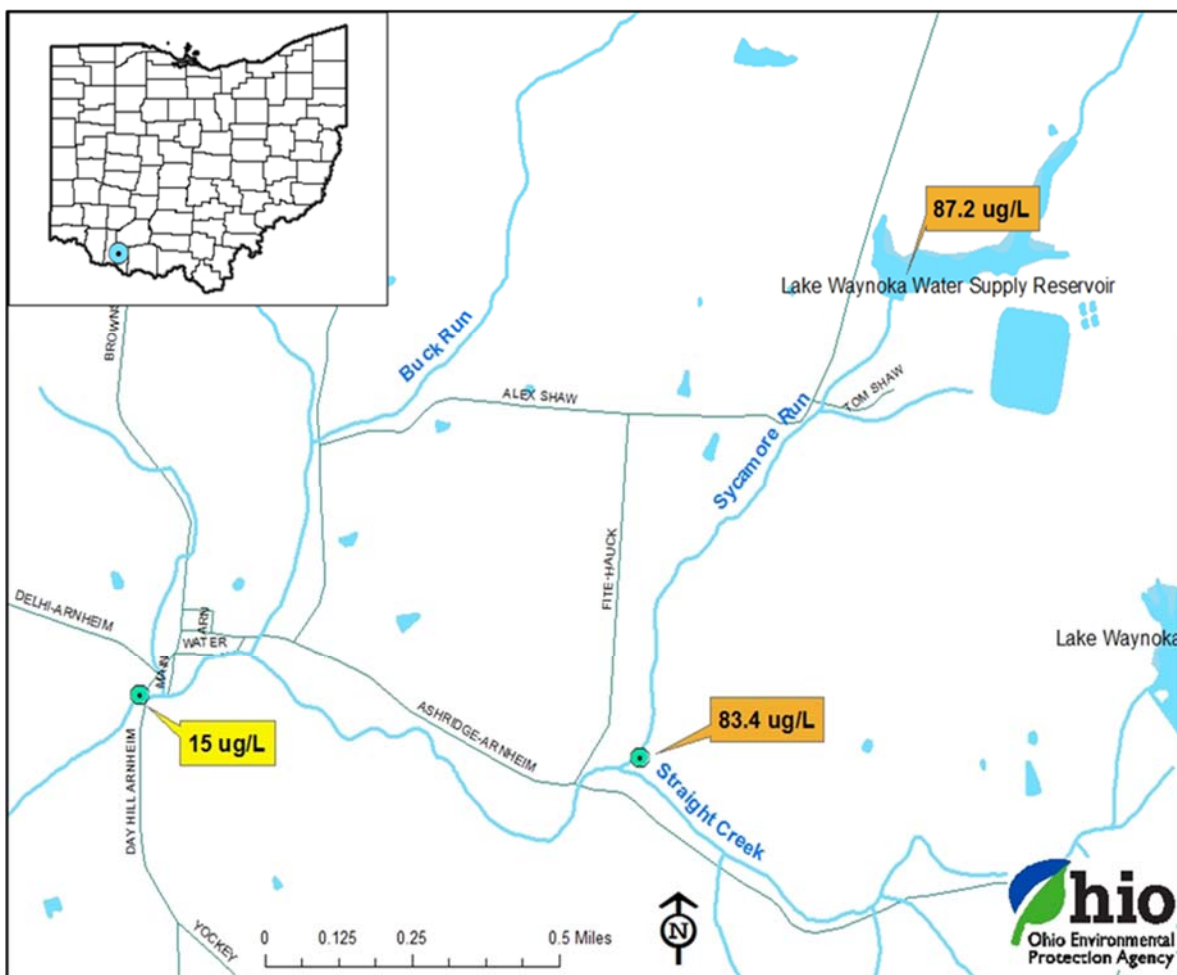 87.2 ug/L
Lake Waynoka Water Supply Reservoir
BROWNS
Buck Run
ALEX SHAW
TOM SHAW
Sycamore Run
FITE-HAUCK
DELHI-ARNHEIM
ARN
WATER
MAIN
Lake Waynoka
15 ug/L
83.4 ug/L
ASHRIDGE-ARNHEIM
DAY HILL ARNHEIM
Straight Creek
YOCKEY
0 0.125 0.25 0.5 Miles
N
Ohio
Ohio Environmental
Protection Agency